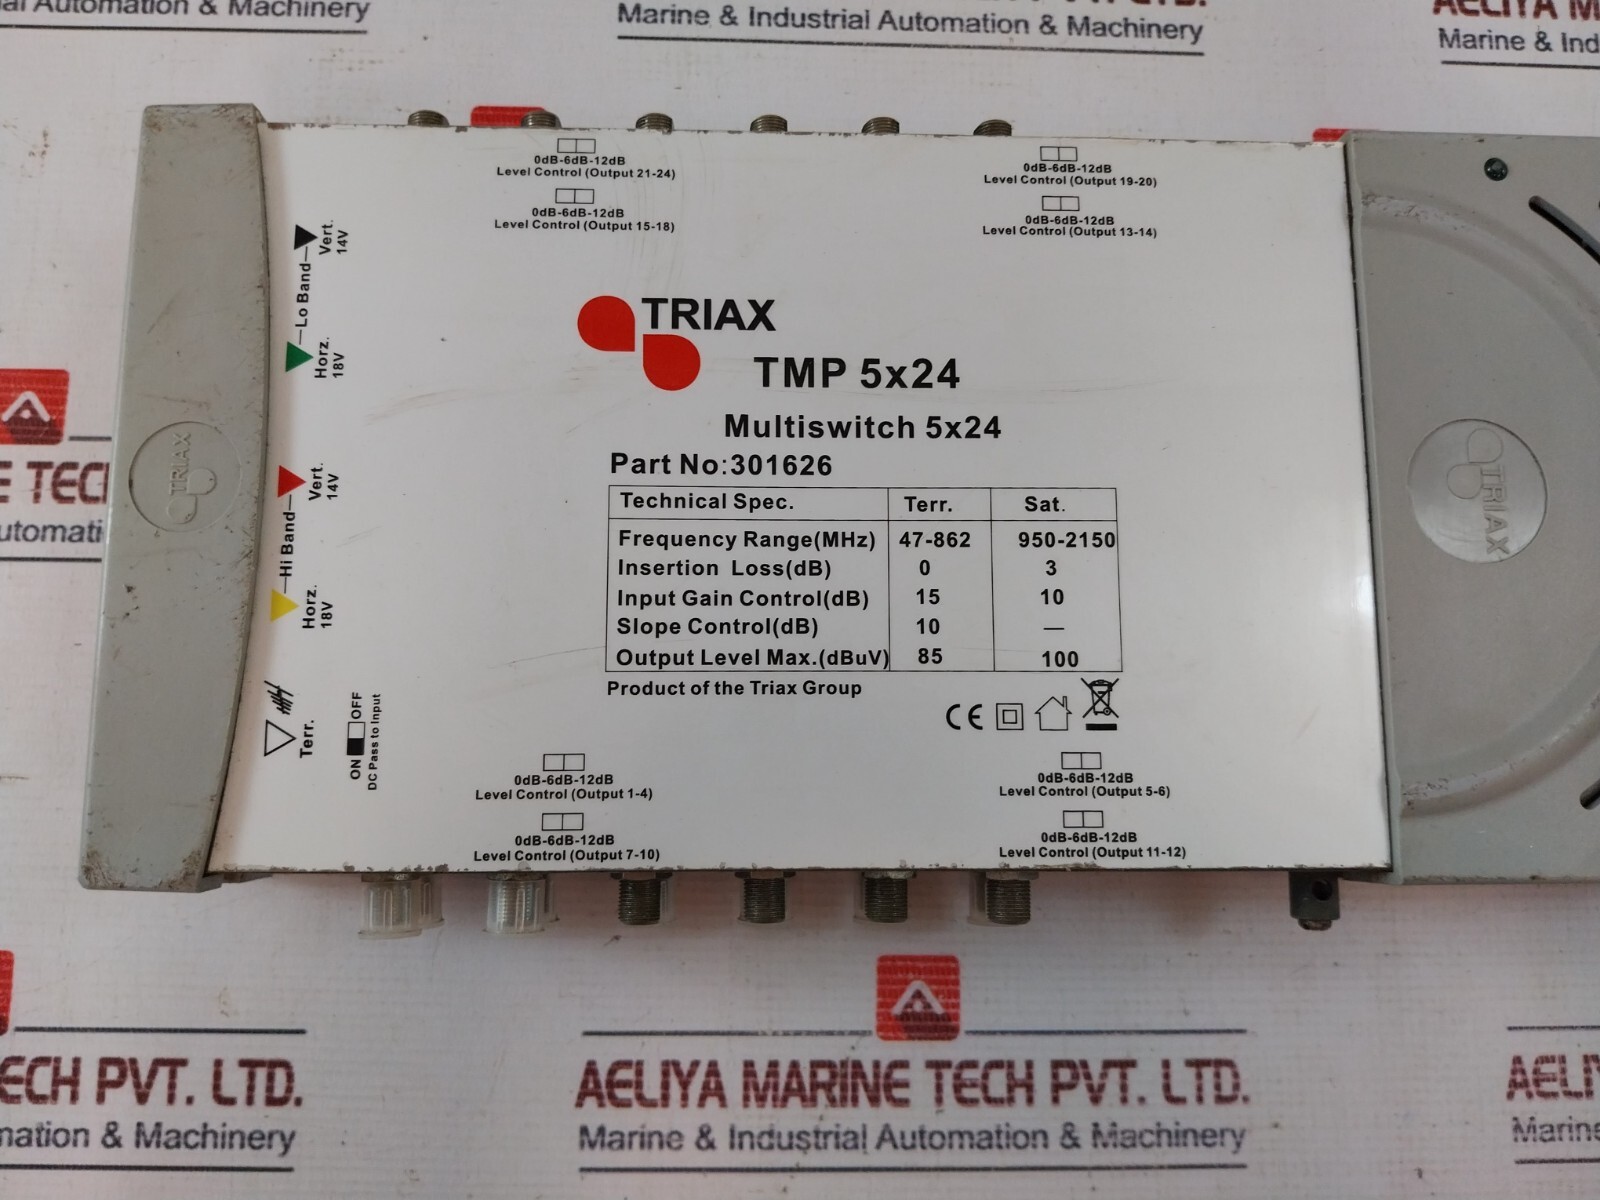 al Automation & Machinery
Marine & Industrial Automation & Machinery
AELIYA M
Marine & Ind
0dB-6dB-12dB
Level Control (Output 21-24)
0dB-6dB-12dB
Level Control (Output 15-18)
0dB-6dB-12dB
Level Control (Output 19-20)
0dB-6dB-12dB
Level Control (Output 13-14)
Vert.
14V
Lo Band
Horz.
18V
Vert.
14V
Hi Band
Horz.
18V
Terr.
ON OFF
DC Pass to Input
TRIAX
TRIAX
TMP 5x24
Multiswitch 5x24
Part No:301626
Technical Spec. Terr. Sat.
Frequency Range(MHz) 47-862 950-2150
Insertion Loss(dB) 0 3
Input Gain Control(dB) 15 10
Slope Control(dB) 10 —
Output Level Max.(dBuV) 85 100
Product of the Triax Group
CE
TRIAX
0dB-6dB-12dB
Level Control (Output 1-4)
0dB-6dB-12dB
Level Control (Output 7-10)
0dB-6dB-12dB
Level Control (Output 5-6)
0dB-6dB-12dB
Level Control (Output 11-12)
E TECH
utomati
ECH PVT. LTD.
mation & Machinery
AELIYA MARINE TECH PVT. LTD.
Marine & Industrial Automation & Machinery
AELI
Marine